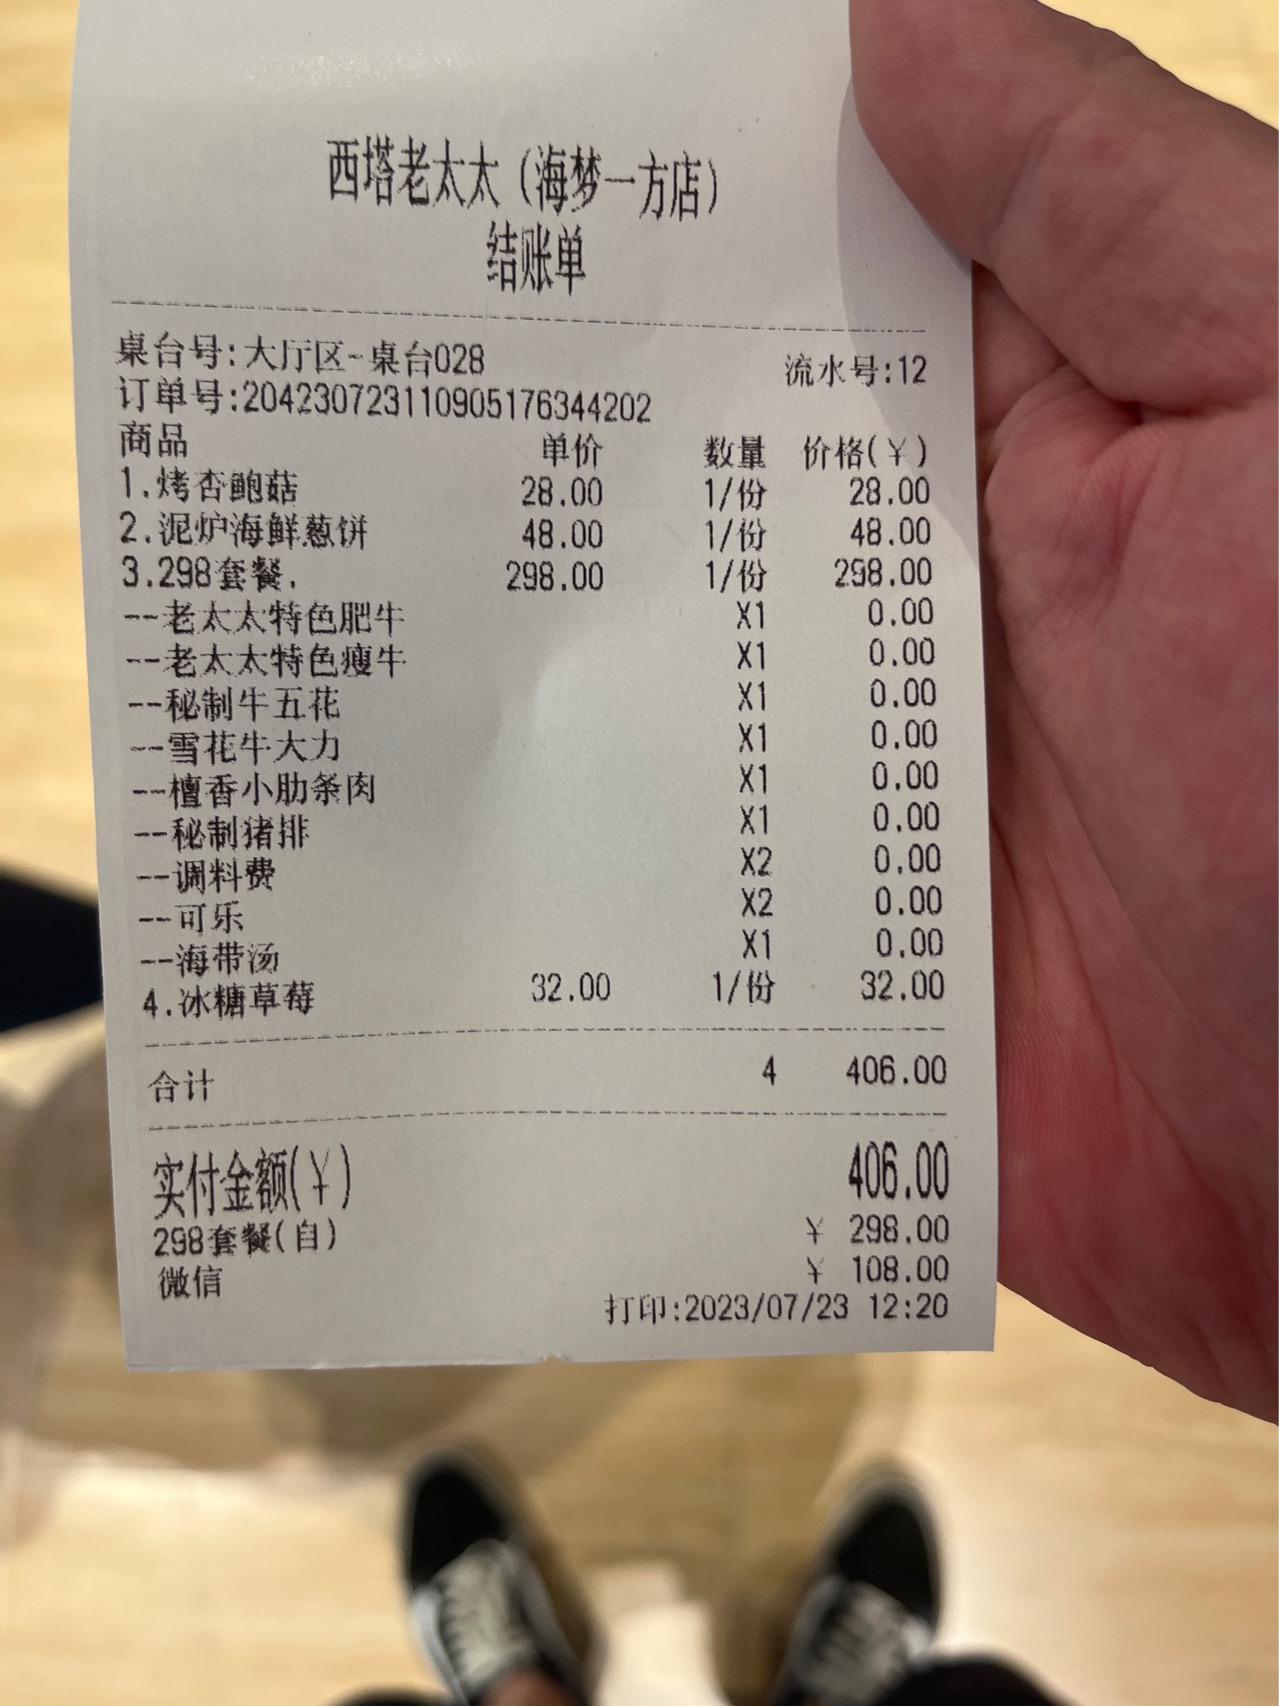 西塔老太太（海梦一方店）
结账单
桌台号:大厅区-桌台028 流水号:12
订单号:204230723110905176344202
商品 单价 数量 价格(¥)
1.烤杏鲍菇 28.00 1/份 28.00
2.泥炉海鲜葱饼 48.00 1/份 48.00
3.298套餐. 298.00 1/份 298.00
--老太太特色肥牛 X1 0.00
--老太太特色瘦牛 X1 0.00
--秘制牛五花 X1 0.00
--雪花牛大力 X1 0.00
--檀香小肋条肉 X1 0.00
--秘制猪排 X1 0.00
--调料费 X2 0.00
--可乐 X2 0.00
--海带汤 X1 0.00
4.冰糖草莓 32.00 1/份 32.00
合计 4 406.00
实付金额(¥) 406.00
298套餐(自) ¥ 298.00
微信 ¥ 108.00
打印:2023/07/23 12:20